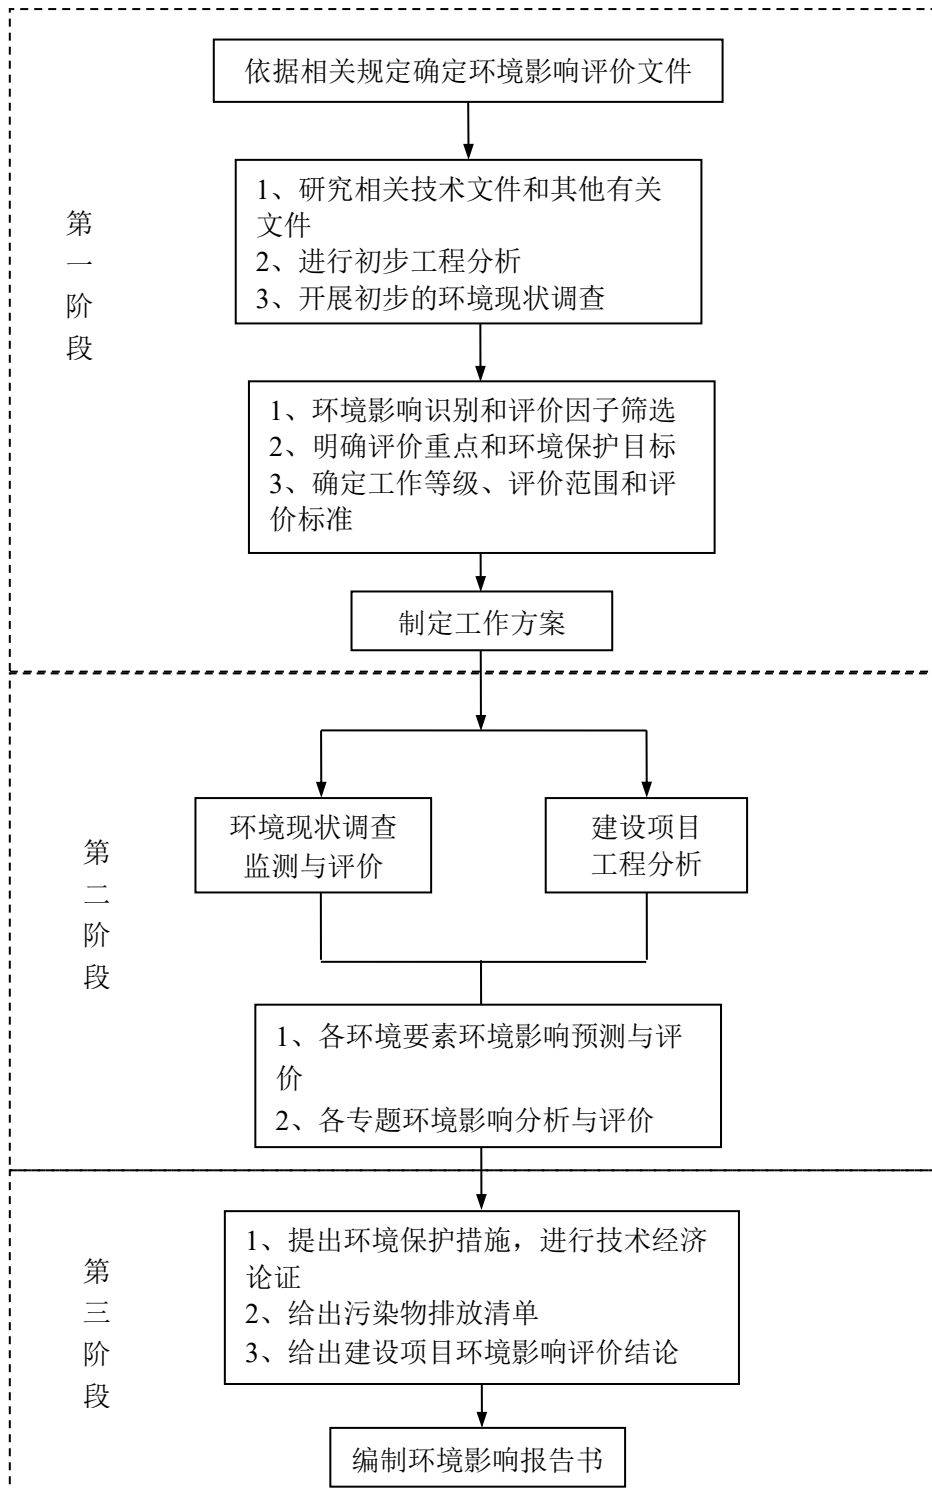 依据相关规定确定环境影响评价文件
1、研究相关技术文件和其他有关
文件
2、进行初步工程分析
3、开展初步的环境现状调查
第
一
阶
段
1、环境影响识别和评价因子筛选
2、明确评价重点和环境保护目标
3、确定工作等级、评价范围和评
价标准
制定工作方案
环境现状调查
监测与评价
建设项目
工程分析
第
二
阶
段
1、各环境要素环境影响预测与评
价
2、各专题环境影响分析与评价
1、提出环境保护措施，进行技术经济
论证
2、给出污染物排放清单
3、给出建设项目环境影响评价结论
第
三
阶
段
编制环境影响报告书